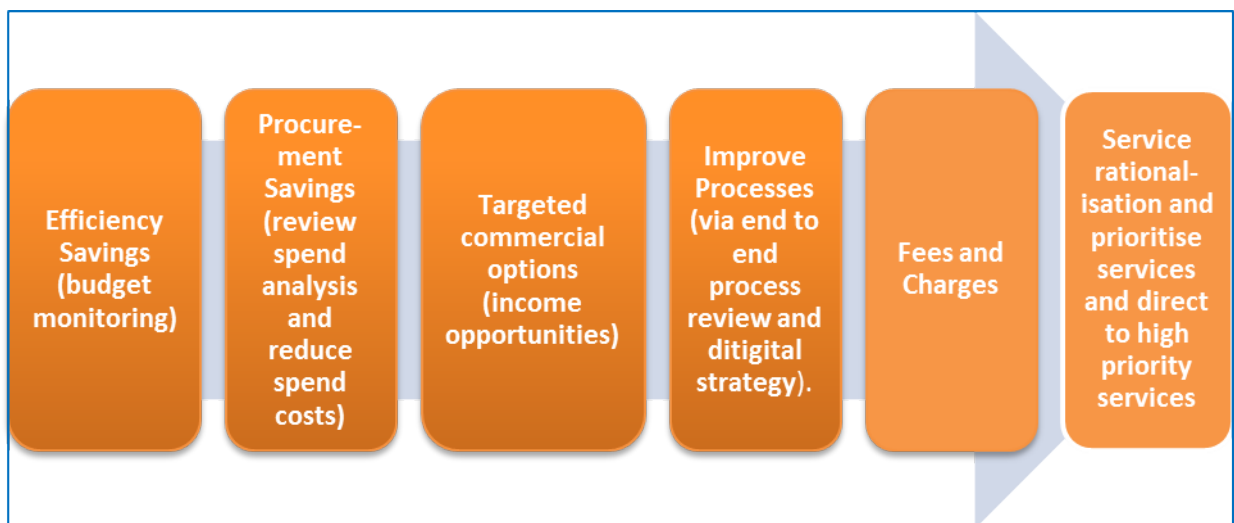 Efficiency
Savings
(budget
monitoring)
Procure-
ment
Savings
(review
spend
analysis
and
reduce
spend
costs)
Targeted
commercial
options
(income
opportunities)
Improve
Processes
(via end to
end
process
review and
ditigital
strategy).
Fees and
Charges
Service
rational-
isation and
prioritise
services
and direct
to high
priority
services